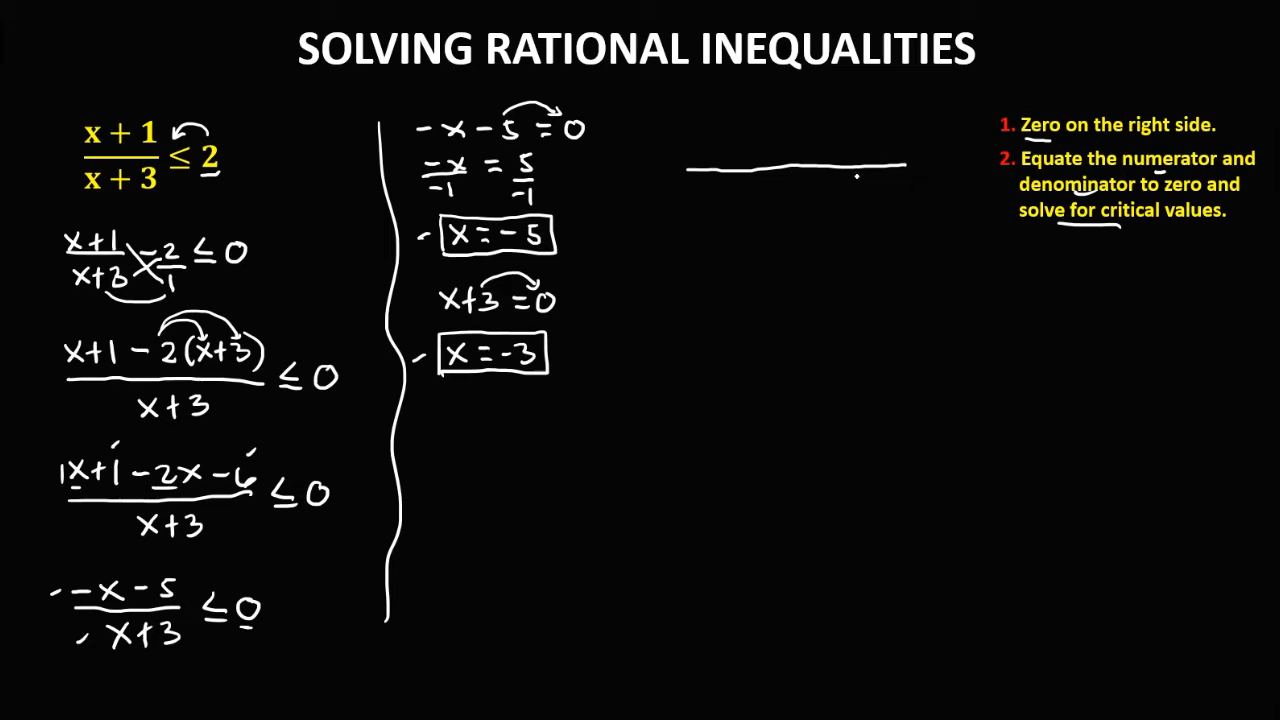 SOLVING RATIONAL INEQUALITIES
x + 1
x + 3
≤ 2
x+1
x+3
- 2
1
≤ 0
x+1 - 2(x+3)
x+3
≤ 0
1x+1 - 2x - 6
x+3
≤ 0
-x - 5
x+3
≤ 0
-x - 5 = 0
-x = 5
-1 -1
x = -5
x+3 = 0
x = -3
1. Zero on the right side.
2. Equate the numerator and
denominator to zero and
solve for critical values.